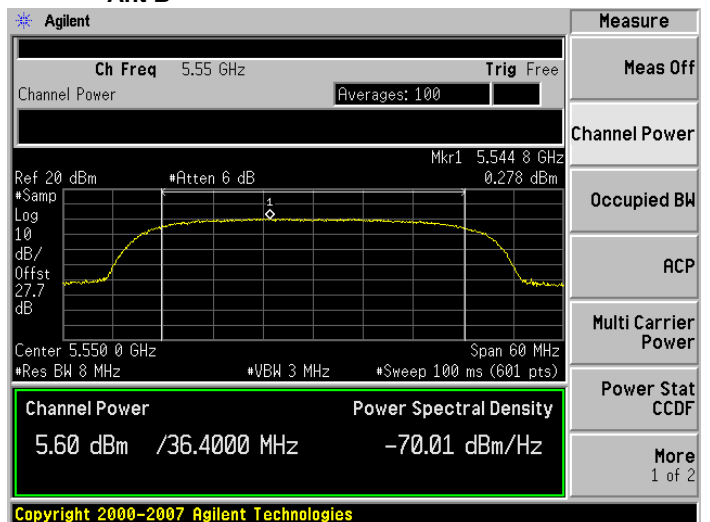 Agilent
Measure
Ch Freq 5.55 GHz Trig Free
Channel Power Averages: 100
Mkr1 5.544 8 GHz
Ref 20 dBm #Atten 6 dB 0.278 dBm
#Samp
Log
10
dB/
Offst
27.7
dB
1
Center 5.550 0 GHz Span 60 MHz
#Res BW 8 MHz #VBW 3 MHz #Sweep 100 ms (601 pts)
Channel Power Power Spectral Density
5.60 dBm /36.4000 MHz -70.01 dBm/Hz
Copyright 2000-2007 Agilent Technologies
Meas Off
Channel Power
Occupied BW
ACP
Multi Carrier
Power
Power Stat
CCDF
More
1 of 2